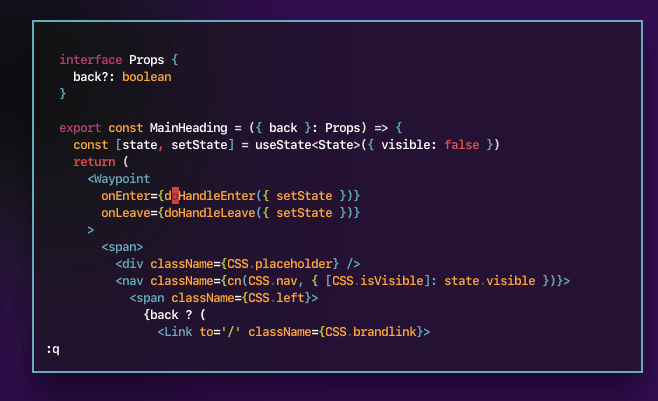 interface Props {
back?: boolean
}
export const MainHeading = ({ back }: Props) => {
const [state, setState] = useState<State>({ visible: false })
return (
<Waypoint
onEnter={doHandleEnter({ setState })}
onLeave={doHandleLeave({ setState })}
>
<span>
<div className={CSS.placeholder} />
<nav className={cn(CSS.nav, { [CSS.isVisible]: state.visible })}>
<span className={CSS.left}>
{back ? (
<Link to='/' className={CSS.brandlink}>
:q